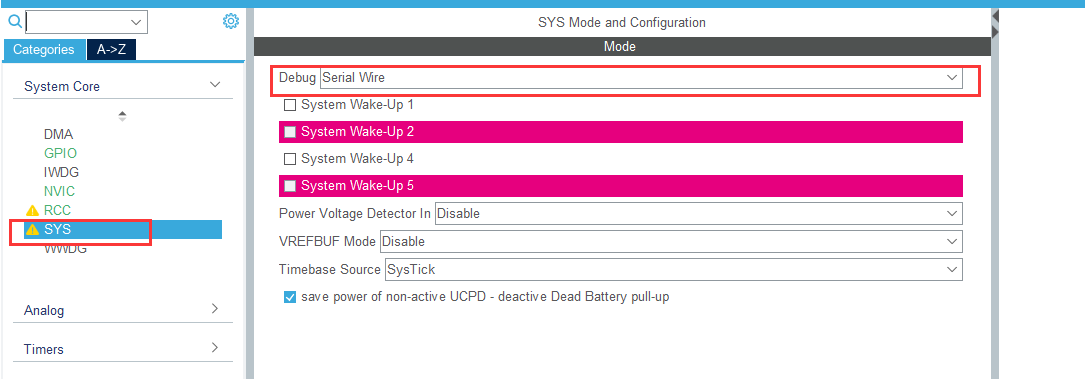 SYS Mode and Configuration
Categories
A->Z
Mode
System Core
DMA
GPIO
IWDG
NVIC
RCC
SYS
WWDG
Analog
Timers
Debug Serial Wire
System Wake-Up 1
System Wake-Up 2
System Wake-Up 4
System Wake-Up 5
Power Voltage Detector In Disable
VREFBUF Mode Disable
Timebase Source SysTick
save power of non-active UCPD - deactive Dead Battery pull-up